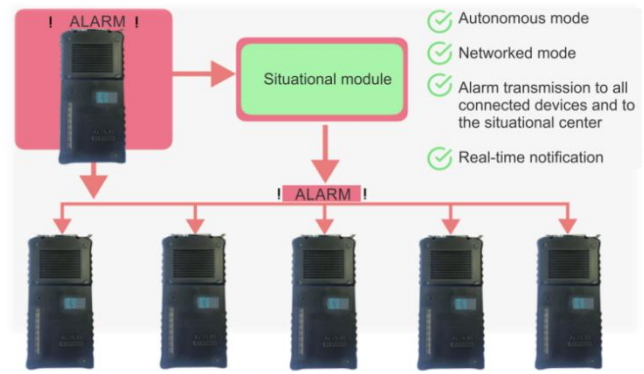 ! ALARM !
Situational module
Autonomous mode
Networked mode
Alarm transmission to all
connected devices and to
the situational center
Real-time notification
! ALARM !